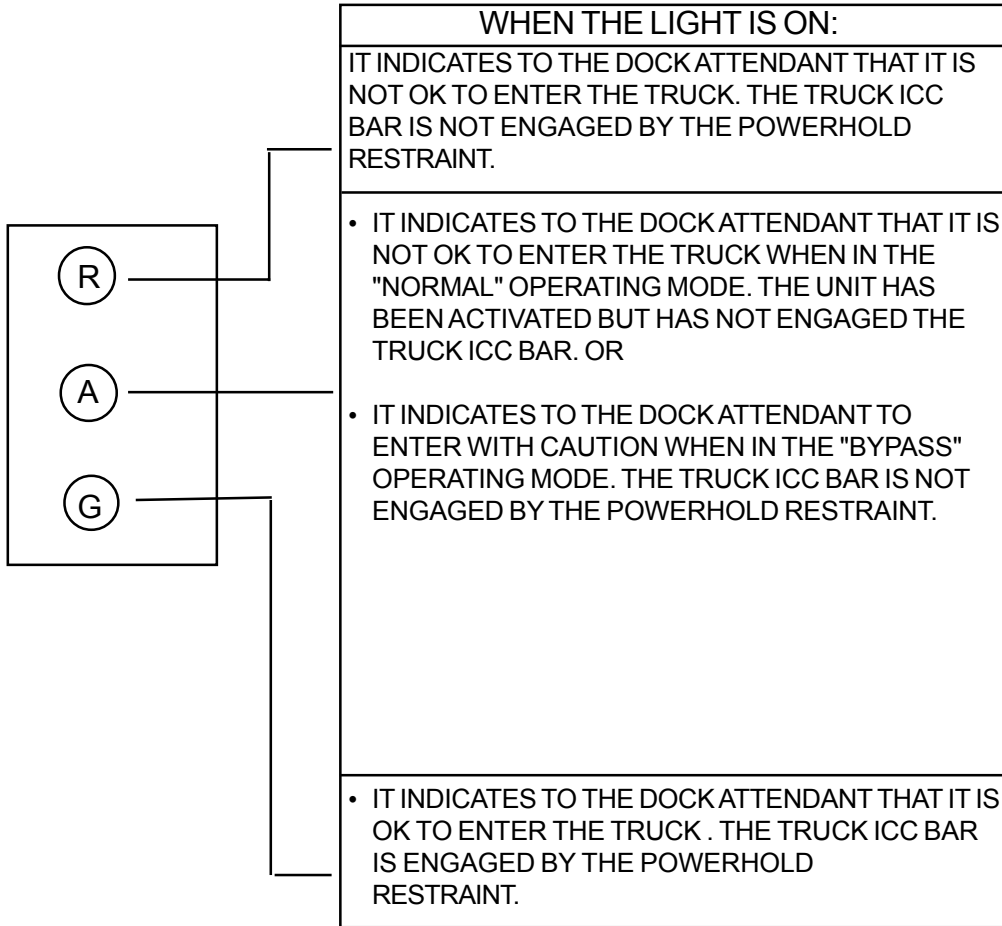 WHEN THE LIGHT IS ON:
IT INDICATES TO THE DOCK ATTENDANT THAT IT IS
NOT OK TO ENTER THE TRUCK. THE TRUCK ICC
BAR IS NOT ENGAGED BY THE POWERHOLD
RESTRAINT.
R
• IT INDICATES TO THE DOCK ATTENDANT THAT IT IS
NOT OK TO ENTER THE TRUCK WHEN IN THE
"NORMAL" OPERATING MODE. THE UNIT HAS
BEEN ACTIVATED BUT HAS NOT ENGAGED THE
TRUCK ICC BAR. OR
A
• IT INDICATES TO THE DOCK ATTENDANT TO
ENTER WITH CAUTION WHEN IN THE "BYPASS"
OPERATING MODE. THE TRUCK ICC BAR IS NOT
ENGAGED BY THE POWERHOLD RESTRAINT.
G
• IT INDICATES TO THE DOCK ATTENDANT THAT IT IS
OK TO ENTER THE TRUCK . THE TRUCK ICC BAR
IS ENGAGED BY THE POWERHOLD
RESTRAINT.